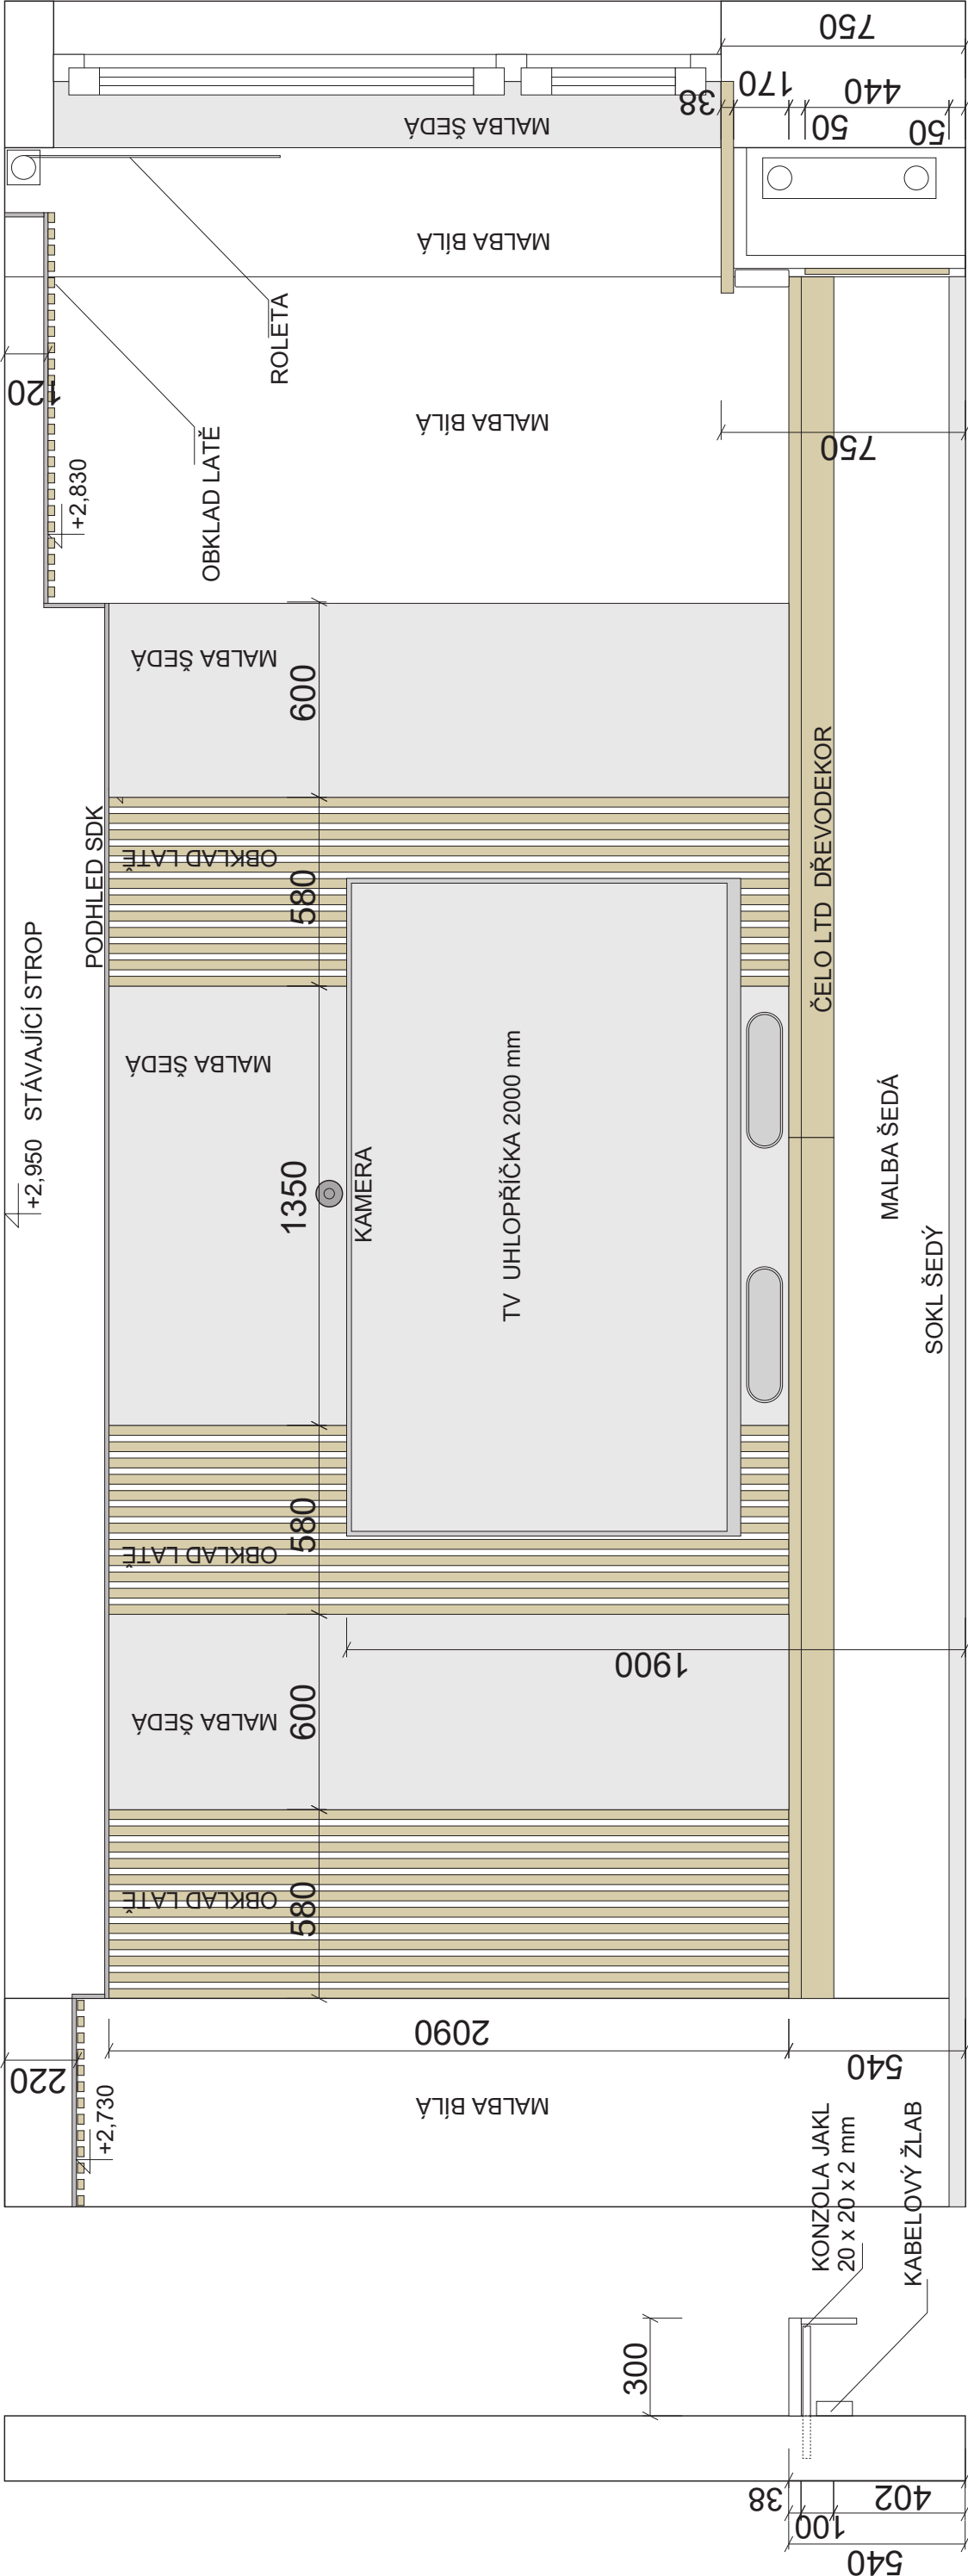 750
170
440
38
50
50
MALBA ŠEDÁ
MALBA BÍLÁ
ROLETA
120
OBKLAD LATĚ
+2,830
MALBA BÍLÁ
750
MALBA ŠEDÁ
600
PODHLED SDK
OBKLAD LATĚ
580
ČELO LTD DŘEVODEKOR
+2,950 STÁVAJÍCÍ STROP
MALBA ŠEDÁ
1350
KAMERA
TV UHLOPŘÍČKA 2000 mm
MALBA ŠEDÁ
SOKL ŠEDÝ
OBKLAD LATĚ
580
1900
MALBA ŠEDÁ
600
OBKLAD LATĚ
580
220
+2,730
2090
540
MALBA BÍLÁ
KONZOLA JAKL
20 x 20 x 2 mm
KABELOVÝ ŽLAB
300
38
100
402
540